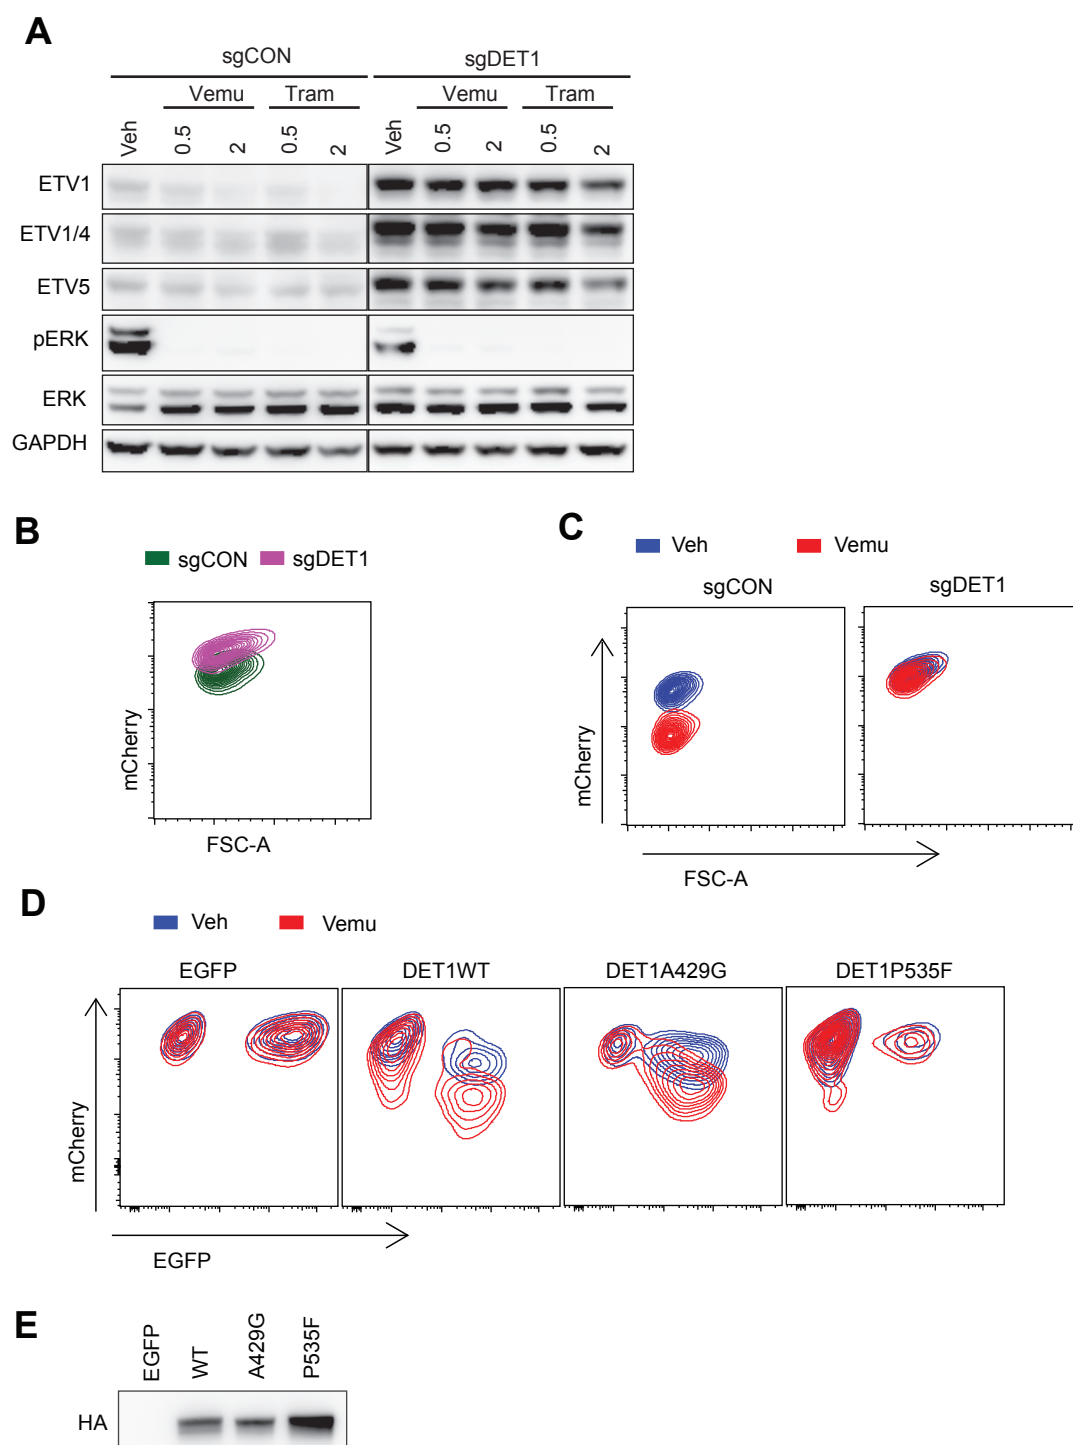 A
sgCON sgDET1
Vemu Tram Vemu Tram
Veh 0.5 2 0.5 2 Veh 0.5 2 0.5 2
ETV1
ETV1/4
ETV5
pERK
ERK
GAPDH
B
sgCON sgDET1
mCherry
FSC-A
C
Veh Vemu
sgCON sgDET1
mCherry
FSC-A
D
Veh Vemu
EGFP DET1WT DET1A429G DET1P535F
mCherry
EGFP
E
EGFP WT A429G P535F
HA